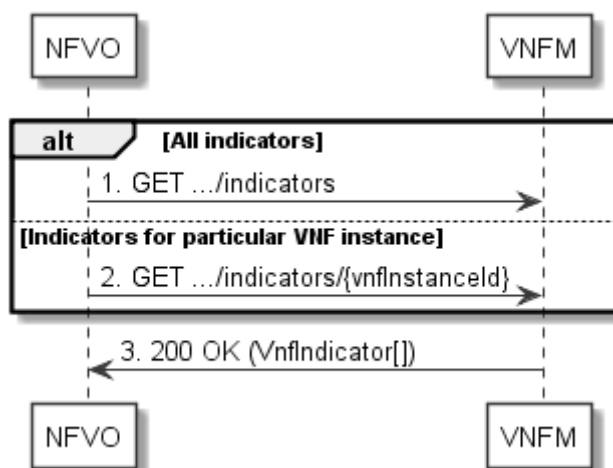 NFVO VNFM
alt [All indicators]
1. GET .../indicators
[Indicators for particular VNF instance]
2. GET .../indicators/{vnfInstanceId}
3. 200 OK (VnfIndicator[])
NFVO VNFM